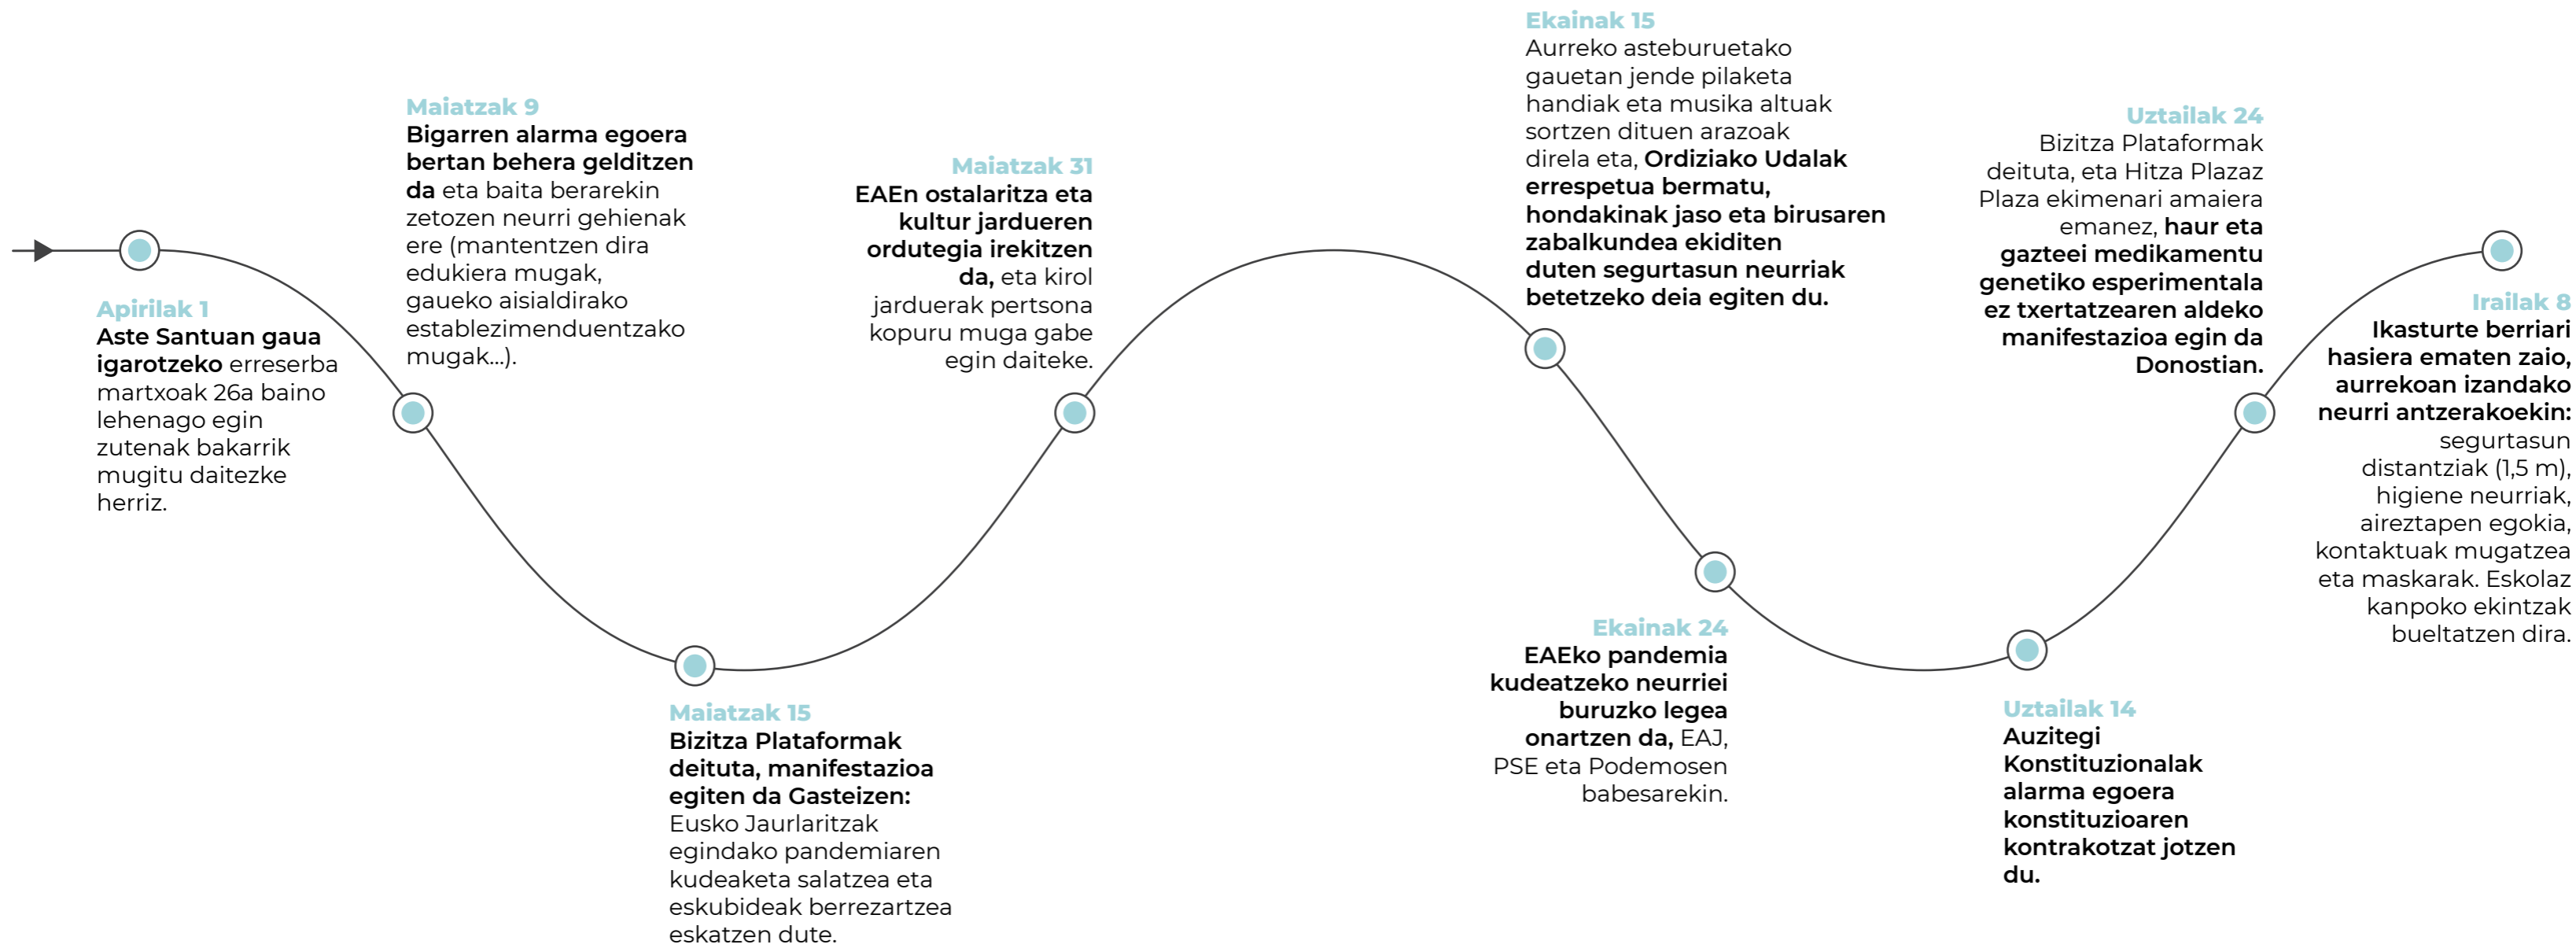 Apirilak 1
Aste Santuan gaua
igarotzeko erreserba
martxoak 26a baino
lehenago egin
zutenak bakarrik
mugitu daitezke
herriz.
Maiatzak 9
Bigarren alarma egoera
bertan behera gelditzen
da eta baita berarekin
zetozen neurri gehienak
ere (mantentzen dira
edukiera mugak,
gaueko aisialdirako
establezimenduentzako
mugak...).
Maiatzak 15
Bizitza Plataformak
deituta, manifestazioa
egiten da Gasteizen:
Eusko Jaurlaritzak
egindako pandemiaren
kudeaketa salatzea eta
eskubideak berrezartzea
eskatzen dute.
Maiatzak 31
EAEn ostalaritza eta
kultur jardueren
ordutegia irekitzen
da, eta kirol
jarduerak pertsona
kopuru muga gabe
egin daiteke.
Ekainak 15
Aurreko asteburuetako
gauetan jende pilaketa
handiak eta musika altuak
sortzen dituen arazoak
direla eta, Ordiziako Udalak
errespetua bermatu,
hondakinak jaso eta birusaren
zabalkundea ekiditen
duten segurtasun neurriak
betetzeko deia egiten du.
Ekainak 24
EAEko pandemia
kudeatzeko neurriei
buruzko legea
onartzen da, EAJ,
PSE eta Podemosen
babesarekin.
Uztailak 14
Auzitegi
Konstituzionalak
alarma egoera
konstituzioaren
kontrakotzat jotzen
du.
Uztailak 24
Bizitza Plataformak
deituta, eta Hitza Plazaz
Plaza ekimenari amaiera
emanez, haur eta
gazteei medikamentu
genetiko esperimentala
ez txertatzearen aldeko
manifestazioa egin da
Donostian.
Irailak 8
Ikasturte berriari
hasiera ematen zaio,
aurrekoan izandako
neurri antzerakoekin:
segurtasun
distantziak (1,5 m),
higiene neurriak,
aireztapen egokia,
kontaktuak mugatzea
eta maskarak. Eskolaz
kanpoko ekintzak
bueltatzen dira.